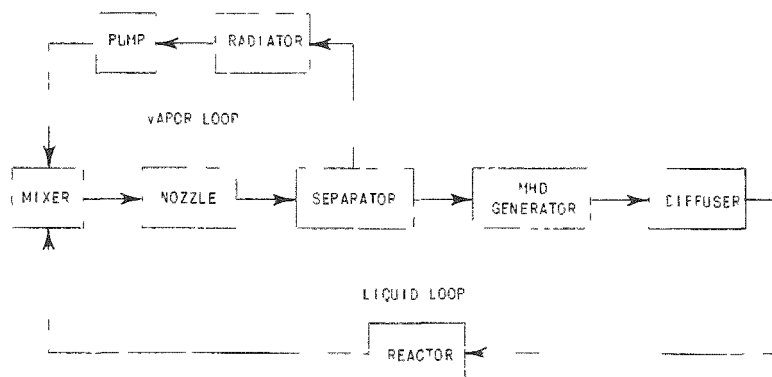 PUMP
RADIATOR
VAPOR LOOP
MIXER
NOZZLE
SEPARATOR
MHD
GENERATOR
DIFFUSER
LIQUID LOOP
REACTOR